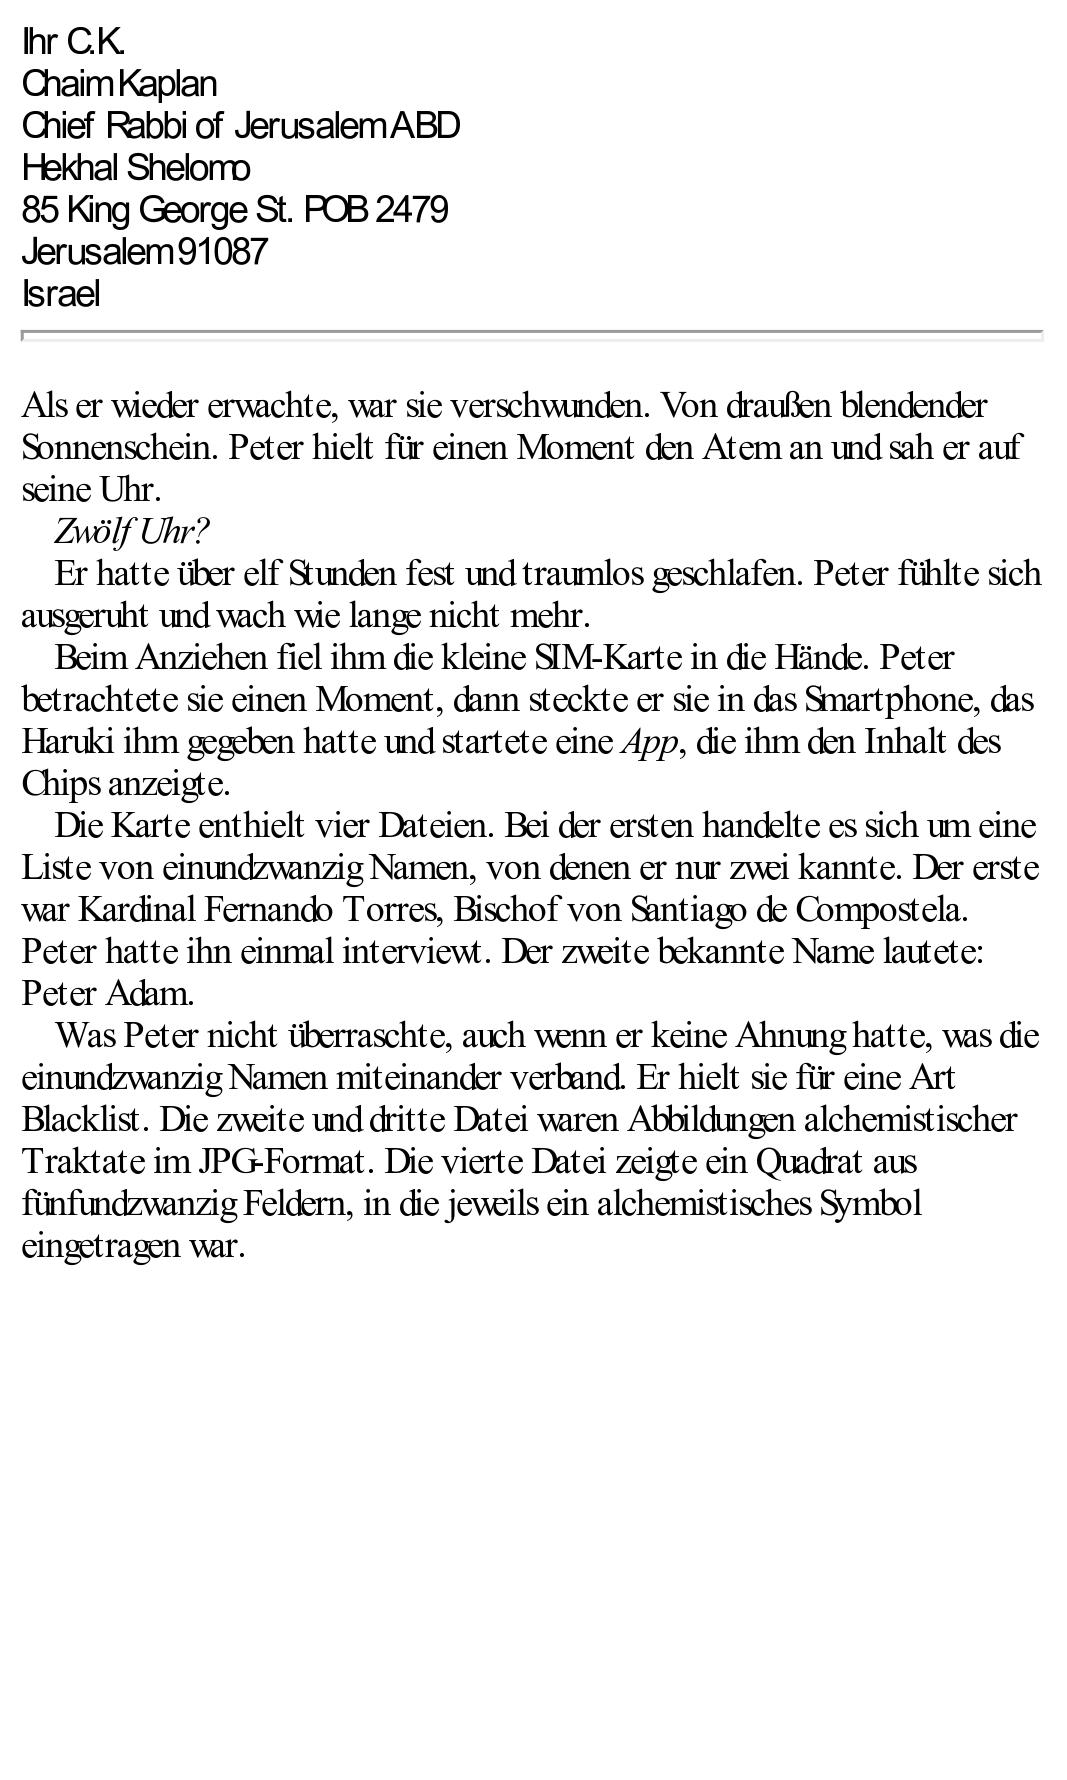 Ihr C.K.
Chaim Kaplan
Chief Rabbi of Jerusalem ABD
Hekhal Shelomo
85 King George St. POB 2479
Jerusalem 91087
Israel
Als er wieder erwachte, war sie verschwunden. Von draußen blendender
Sonnenschein. Peter hielt für einen Moment den Atem an und sah er auf
seine Uhr.
Zwölf Uhr?
Er hatte über elf Stunden fest und traumlos geschlafen. Peter fühlte sich
ausgeruht und wach wie lange nicht mehr.
Beim Anziehen fiel ihm die kleine SIM-Karte in die Hände. Peter
betrachtete sie einen Moment, dann steckte er sie in das Smartphone, das
Haruki ihm gegeben hatte und startete eine App, die ihm den Inhalt des
Chips anzeigte.
Die Karte enthielt vier Dateien. Bei der ersten handelte es sich um eine
Liste von einundzwanzig Namen, von denen er nur zwei kannte. Der erste
war Kardinal Fernando Torres, Bischof von Santiago de Compostela.
Peter hatte ihn einmal interviewt. Der zweite bekannte Name lautete:
Peter Adam.
Was Peter nicht überraschte, auch wenn er keine Ahnung hatte, was die
einundzwanzig Namen miteinander verband. Er hielt sie für eine Art
Blacklist. Die zweite und dritte Datei waren Abbildungen alchemistischer
Traktate im JPG-Format. Die vierte Datei zeigte ein Quadrat aus
fünfundzwanzig Feldern, in die jeweils ein alchemistisches Symbol
eingetragen war.